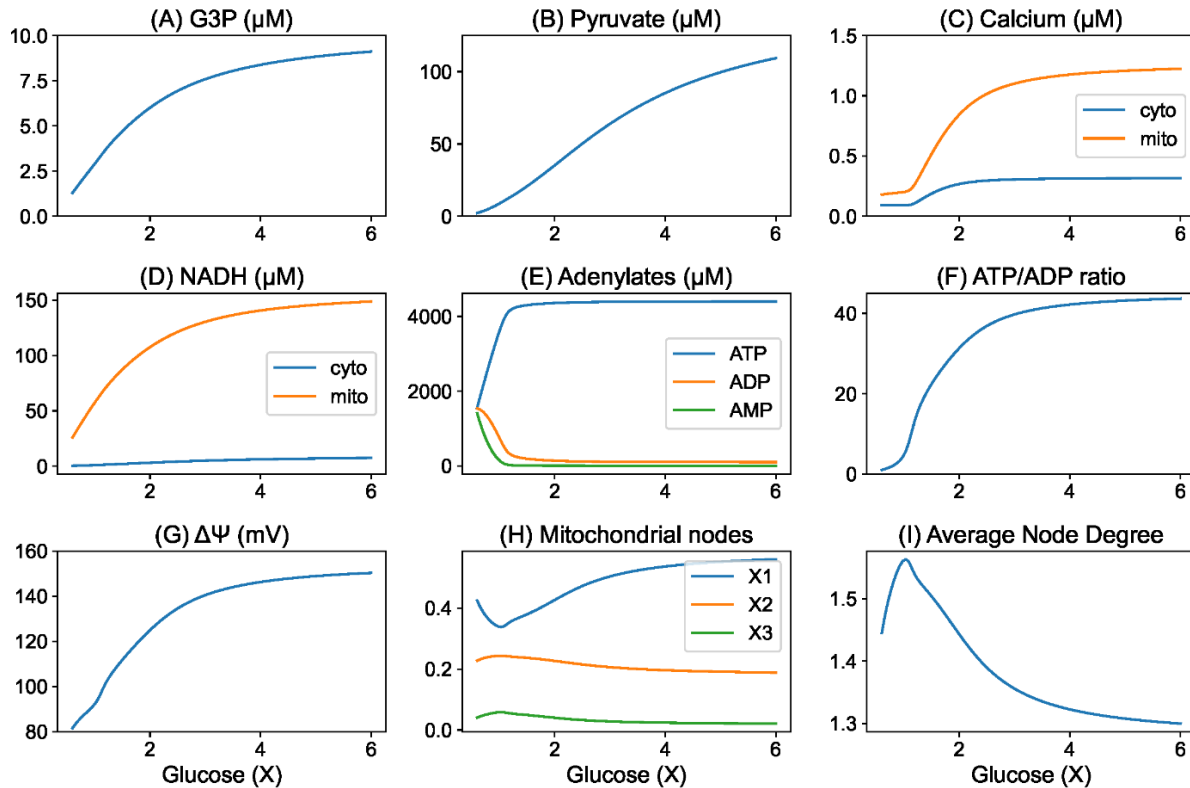 (A) G3P (µM)
10.0
7.5
5.0
2.5
0.0
2 4 6
(B) Pyruvate (µM)
100
50
0
2 4 6
(C) Calcium (µM)
1.5
1.0
0.5
0.0
cyto
mito
2 4 6
(D) NADH (µM)
150
100
50
0
cyto
mito
2 4 6
(E) Adenylates (µM)
4000
2000
0
ATP
ADP
AMP
2 4 6
(F) ATP/ADP ratio
40
20
0
2 4 6
(G) ΔΨ (mV)
160
140
120
100
80
2 4 6
Glucose (X)
(H) Mitochondrial nodes
0.4
0.2
0.0
X1
X2
X3
2 4 6
Glucose (X)
(I) Average Node Degree
1.5
1.4
1.3
2 4 6
Glucose (X)